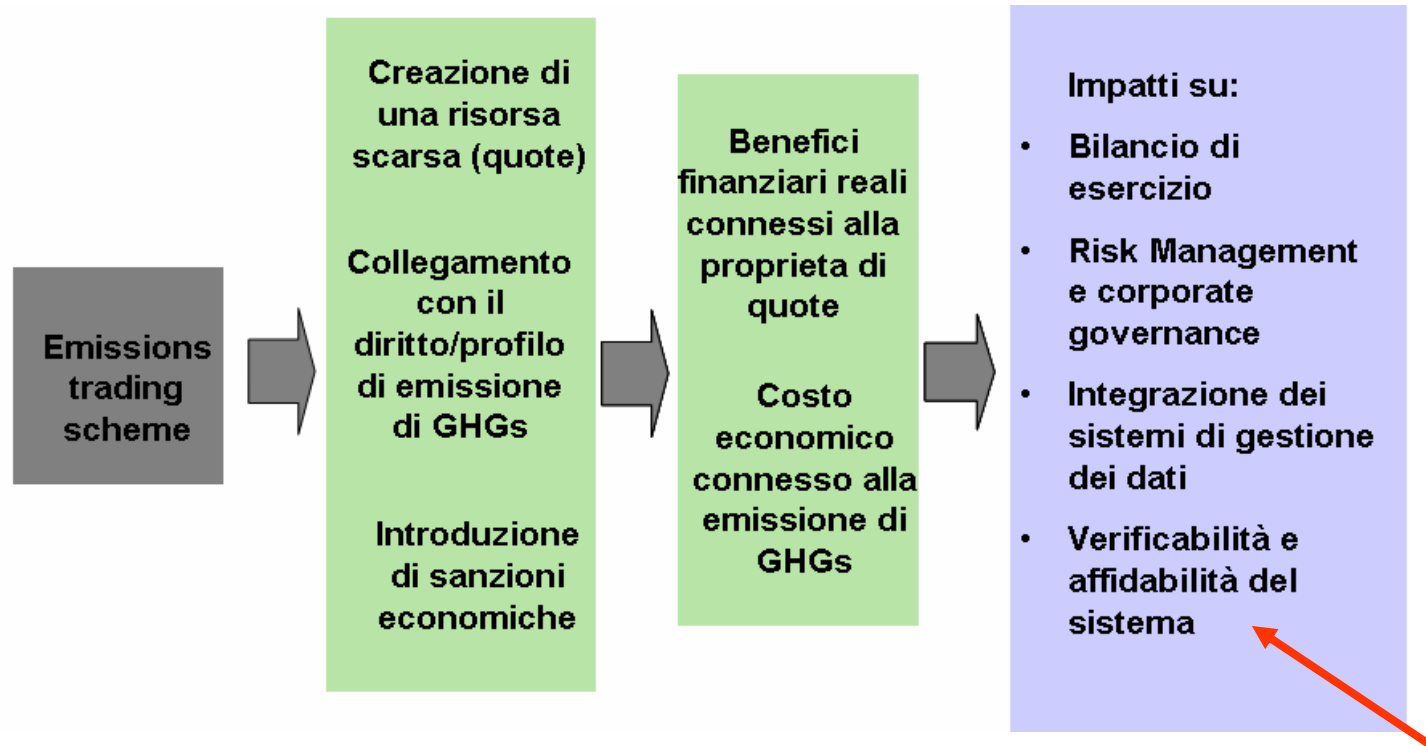 Emissions
trading
scheme
Creazione di
una risorsa
scarsa (quote)
Collegamento
con il
diritto/profilo
di emissione
di GHGs
Introduzione
di sanzioni
economiche
Benefici
finanziari reali
connessi alla
proprieta di
quote
Costo
economico
connesso alla
emissione di
GHGs
Impatti su:
• Bilancio di
esercizio
• Risk Management
e corporate
governance
• Integrazione dei
sistemi di gestione
dei dati
• Verificabilità e
affidabilità del
sistema